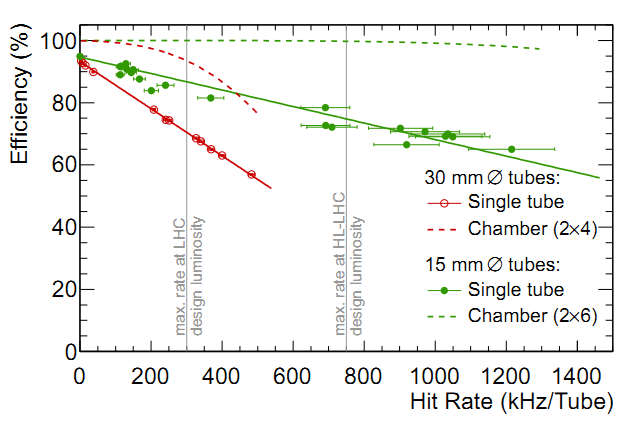 Efficiency (%)
100
80
60
40
20
0
0
200
400
600
800
1000
1200
1400
Hit Rate (kHz/Tube)
max. rate at LHC
design luminosity
max. rate at HL-LHC
design luminosity
30 mm ∅ tubes:
Single tube
Chamber (2×4)
15 mm ∅ tubes:
Single tube
Chamber (2×6)